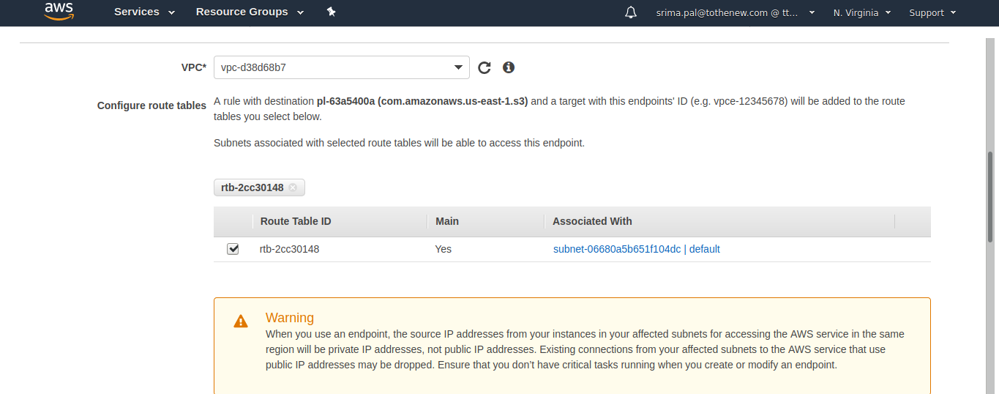 aws Services Resource Groups srima.pal@tothenew.com @ tt... N. Virginia Support
VPC* vpc-d38d68b7
Configure route tables A rule with destination pl-63a5400a (com.amazonaws.us-east-1.s3) and a target with this endpoints' ID (e.g. vpce-12345678) will be added to the route
tables you select below.
Subnets associated with selected route tables will be able to access this endpoint.
rtb-2cc30148
Route Table ID Main Associated With
rtb-2cc30148 Yes subnet-06680a5b651f104dc | default
Warning
When you use an endpoint, the source IP addresses from your instances in your affected subnets for accessing the AWS service in the same
region will be private IP addresses, not public IP addresses. Existing connections from your affected subnets to the AWS service that use
public IP addresses may be dropped. Ensure that you don't have critical tasks running when you create or modify an endpoint.